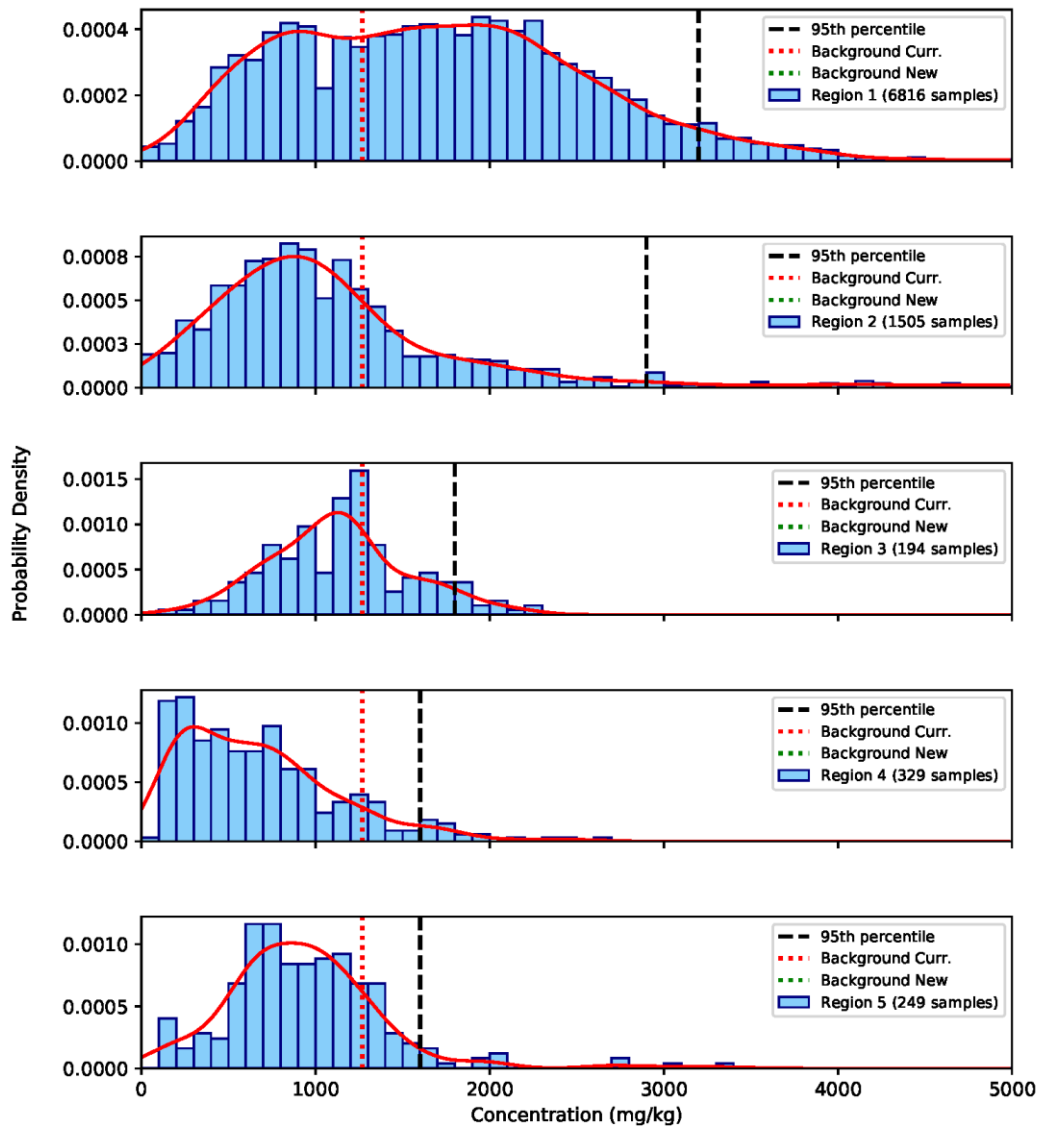 0.0004
0.0002
0.0000
95th percentile
Background Curr.
Background New
Region 1 (6816 samples)
0.0008
0.0005
0.0003
0.0000
95th percentile
Background Curr.
Background New
Region 2 (1505 samples)
Probability Density
0.0015
0.0010
0.0005
0.0000
95th percentile
Background Curr.
Background New
Region 3 (194 samples)
0.0010
0.0005
0.0000
95th percentile
Background Curr.
Background New
Region 4 (329 samples)
0.0010
0.0005
0.0000
95th percentile
Background Curr.
Background New
Region 5 (249 samples)
0 1000 2000 3000 4000 5000
Concentration (mg/kg)